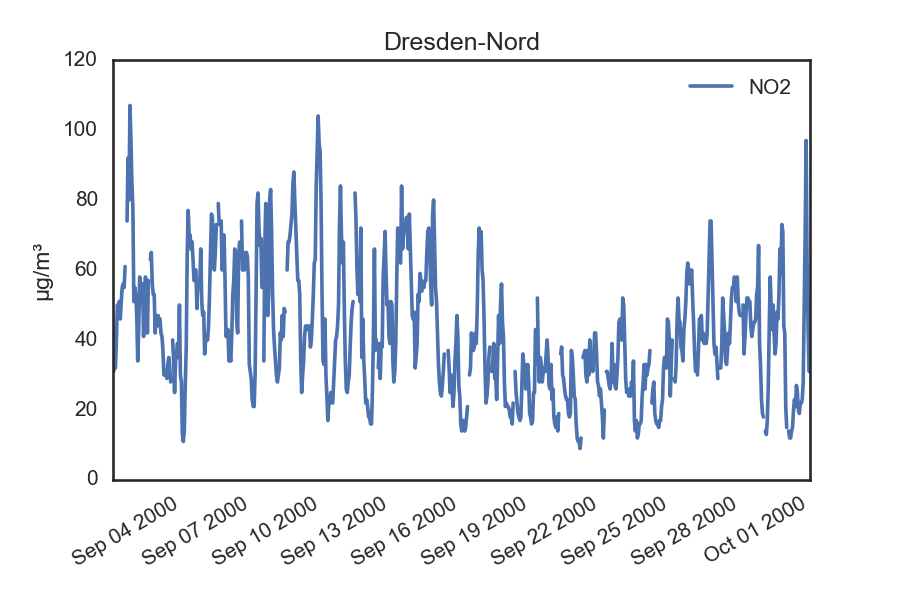 Dresden-Nord
NO2
µg/m³
120
100
80
60
40
20
0
Sep 04 2000
Sep 07 2000
Sep 10 2000
Sep 13 2000
Sep 16 2000
Sep 19 2000
Sep 22 2000
Sep 25 2000
Sep 28 2000
Oct 01 2000